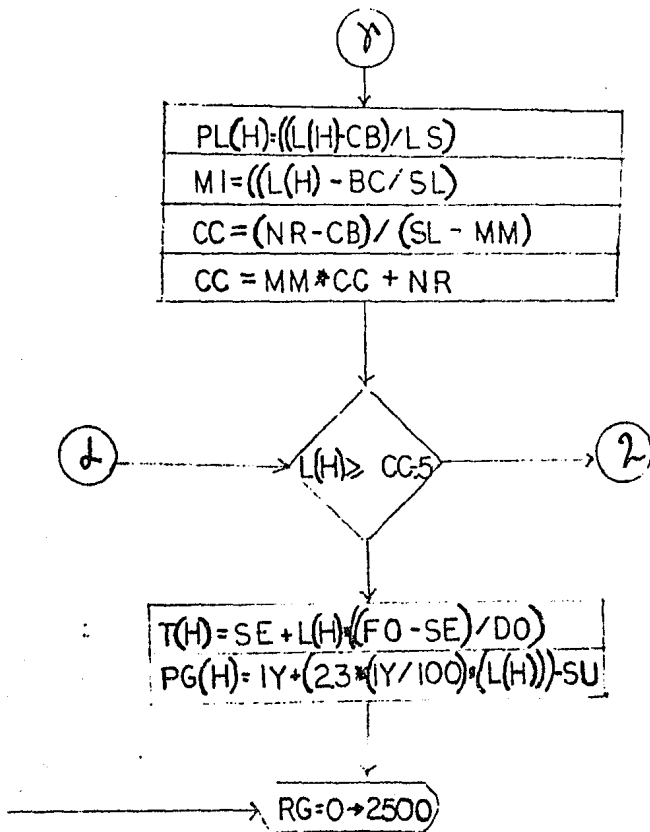 γ
PL(H)=((L(H)-CB)/LS)
MI=((L(H)-BC/SL)
CC=(NR-CB)/(SL-MM)
CC=MM*CC+NR
α
L(H)≥ CC-5
2
T(H)=SE+L(H)*((FO-SE)/DO)
PG(H)=IY+(23*(IY/100)*(L(H)))-SU
RG=0→2500